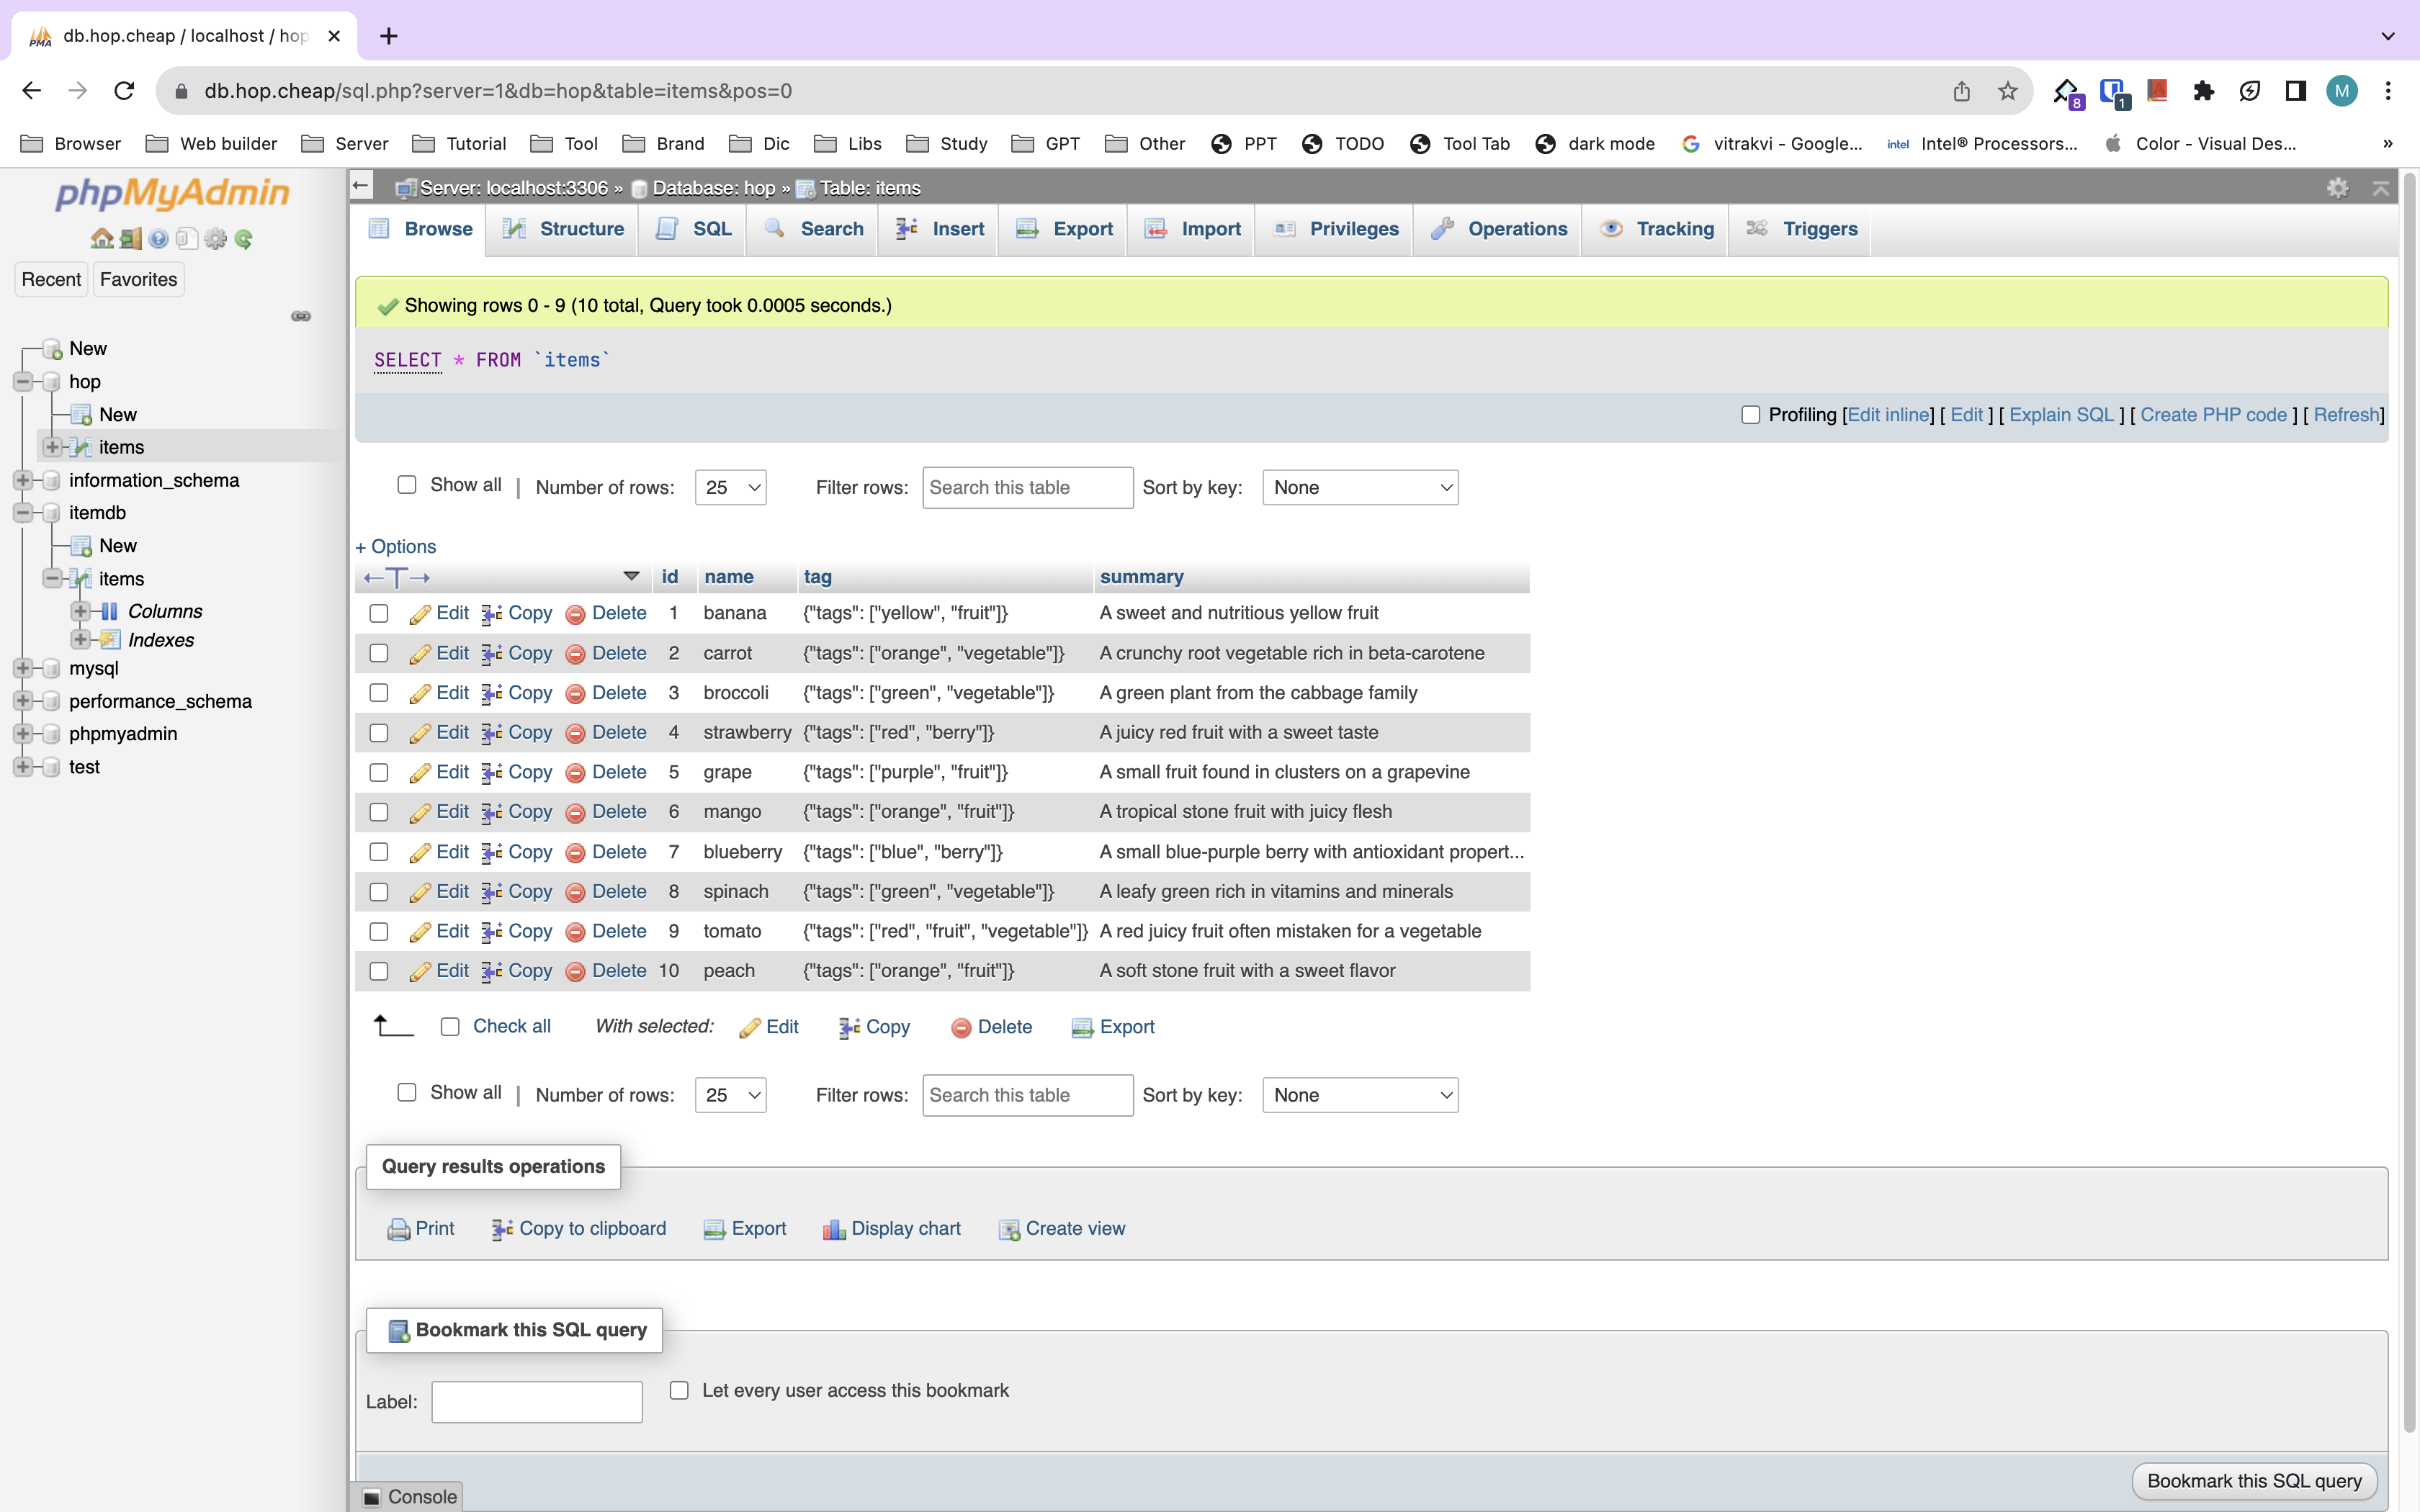 db.hop.cheap / localhost / hop
db.hop.cheap/sql.php?server=1&db=hop&table=items&pos=0
8 1 M
Browser Web builder Server Tutorial Tool Brand Dic Libs Study GPT Other PPT TODO Tool Tab dark mode vitrakvi - Google... intel Intel® Processors... Color - Visual Des... »
phpMyAdmin
Recent Favorites
New
hop
New
items
information_schema
itemdb
New
items
Columns
Indexes
mysql
performance_schema
phpmyadmin
test
Server: localhost:3306 » Database: hop » Table: items
Browse Structure SQL Search Insert Export Import Privileges Operations Tracking Triggers
Showing rows 0 - 9 (10 total, Query took 0.0005 seconds.)
SELECT * FROM `items`
Profiling [Edit inline] [ Edit ] [ Explain SQL ] [ Create PHP code ] [ Refresh]
Show all | Number of rows: 25 Filter rows: Search this table Sort by key: None
+ Options
←T→ id name tag summary
Edit Copy Delete 1 banana {"tags": ["yellow", "fruit"]} A sweet and nutritious yellow fruit
Edit Copy Delete 2 carrot {"tags": ["orange", "vegetable"]} A crunchy root vegetable rich in beta-carotene
Edit Copy Delete 3 broccoli {"tags": ["green", "vegetable"]} A green plant from the cabbage family
Edit Copy Delete 4 strawberry {"tags": ["red", "berry"]} A juicy red fruit with a sweet taste
Edit Copy Delete 5 grape {"tags": ["purple", "fruit"]} A small fruit found in clusters on a grapevine
Edit Copy Delete 6 mango {"tags": ["orange", "fruit"]} A tropical stone fruit with juicy flesh
Edit Copy Delete 7 blueberry {"tags": ["blue", "berry"]} A small blue-purple berry with antioxidant propert...
Edit Copy Delete 8 spinach {"tags": ["green", "vegetable"]} A leafy green rich in vitamins and minerals
Edit Copy Delete 9 tomato {"tags": ["red", "fruit", "vegetable"]} A red juicy fruit often mistaken for a vegetable
Edit Copy Delete 10 peach {"tags": ["orange", "fruit"]} A soft stone fruit with a sweet flavor
Check all With selected: Edit Copy Delete Export
Show all | Number of rows: 25 Filter rows: Search this table Sort by key: None
Query results operations
Print Copy to clipboard Export Display chart Create view
Bookmark this SQL query
Label: Let every user access this bookmark
Bookmark this SQL query
Console